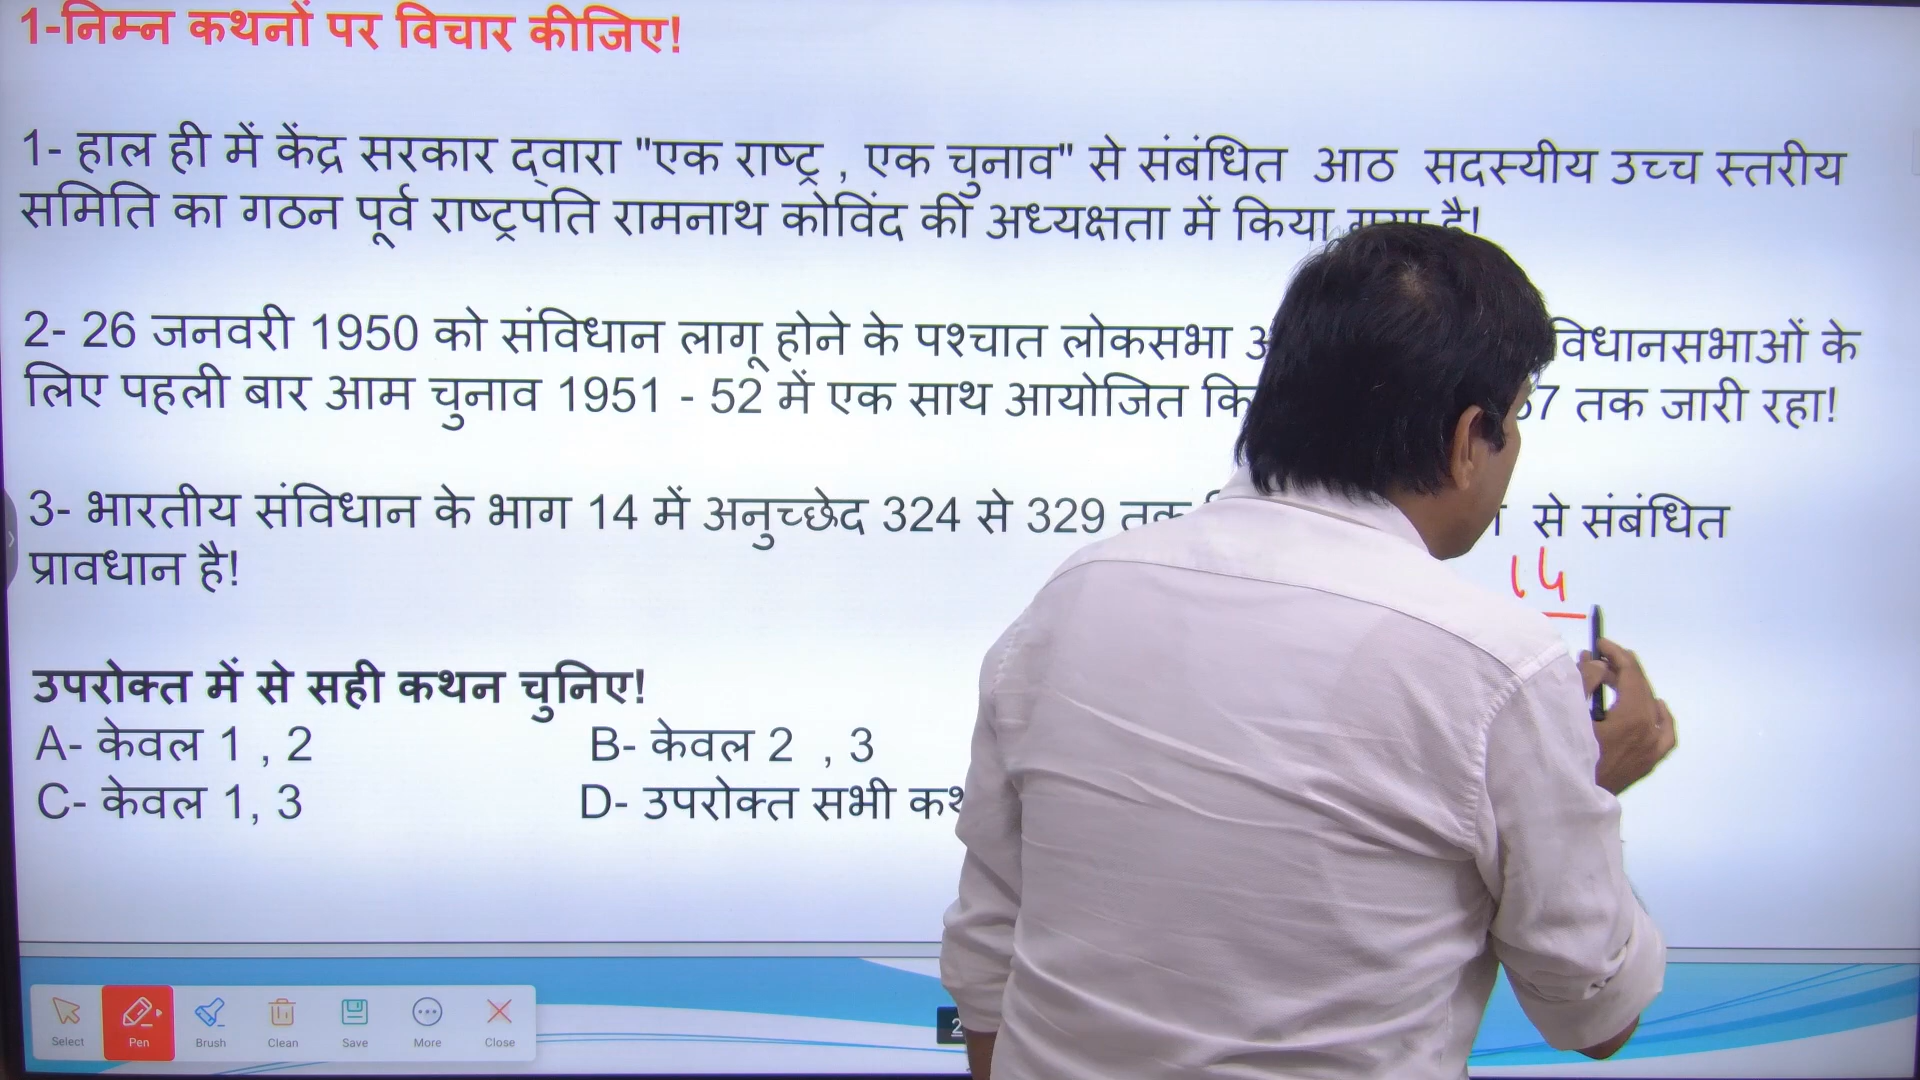 1-निम्न कथनों पर विचार कीजिए!
1- हाल ही में केंद्र सरकार द्वारा "एक राष्ट्र , एक चुनाव" से संबंधित आठ सदस्यीय उच्च स्तरीय
समिति का गठन पूर्व राष्ट्रपति रामनाथ कोविंद की अध्यक्षता में किया गया है!
2- 26 जनवरी 1950 को संविधान लागू होने के पश्चात लोकसभा विधानसभाओं के
लिए पहली बार आम चुनाव 1951 - 52 में एक साथ आयोजित तक जारी रहा!
3- भारतीय संविधान के भाग 14 में अनुच्छेद 324 से 329 तक से संबंधित
प्रावधान है!
14
उपरोक्त में से सही कथन चुनिए!
A- केवल 1 , 2 B- केवल 2 , 3
C- केवल 1, 3 D- उपरोक्त सभी
Select Pen Brush Clean Save More Close